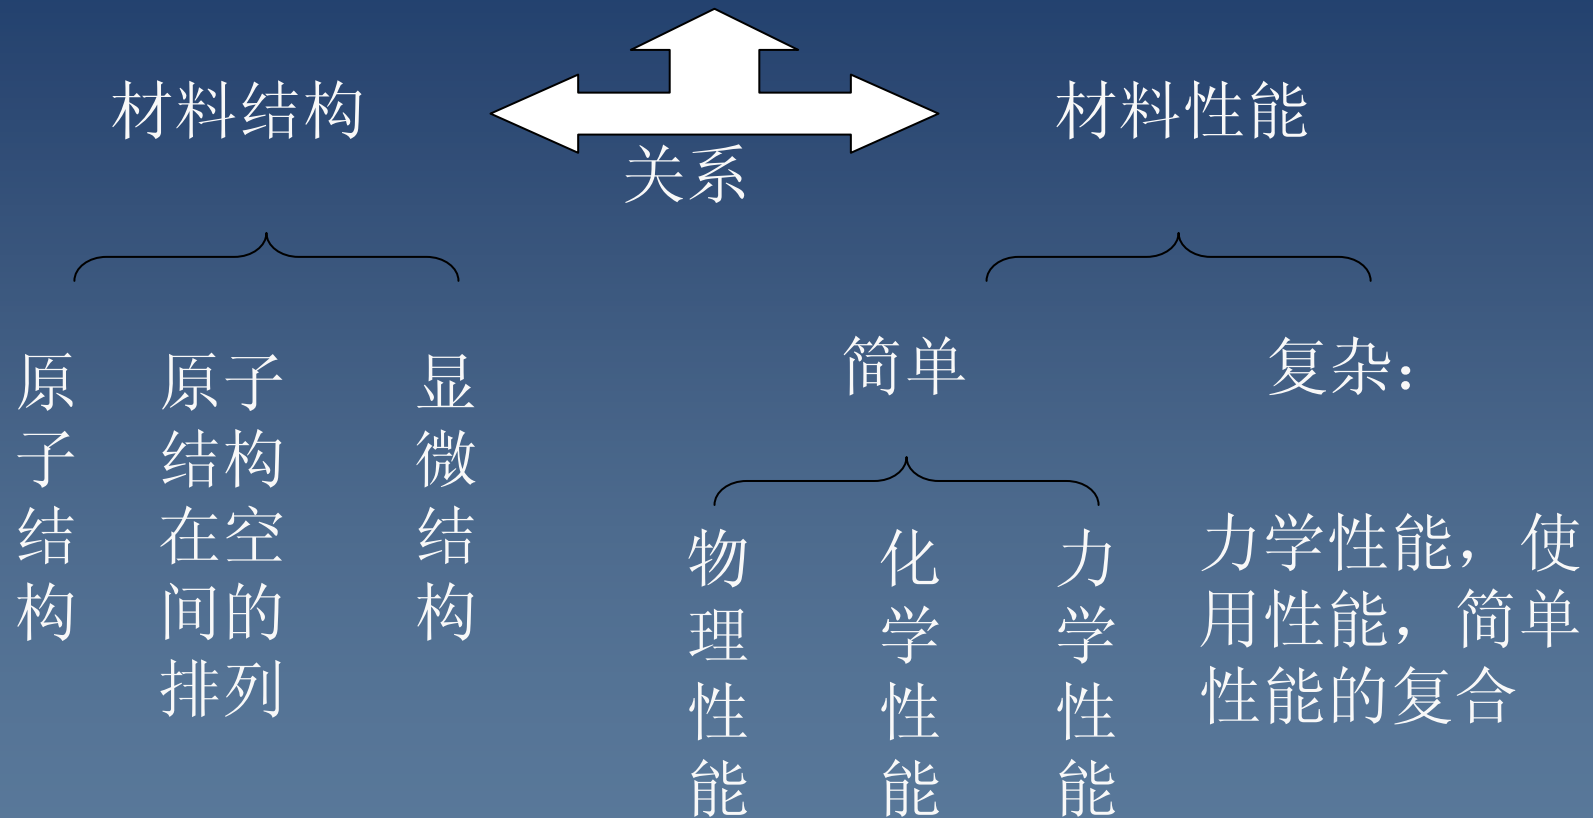 材料结构
材料性能
关系
原子结构
原子
结构
在空
间的
排列
显微结构
简单
复杂：
物理性能
化学性能
力学性能
力学性能，使
用性能，简单
性能的复合